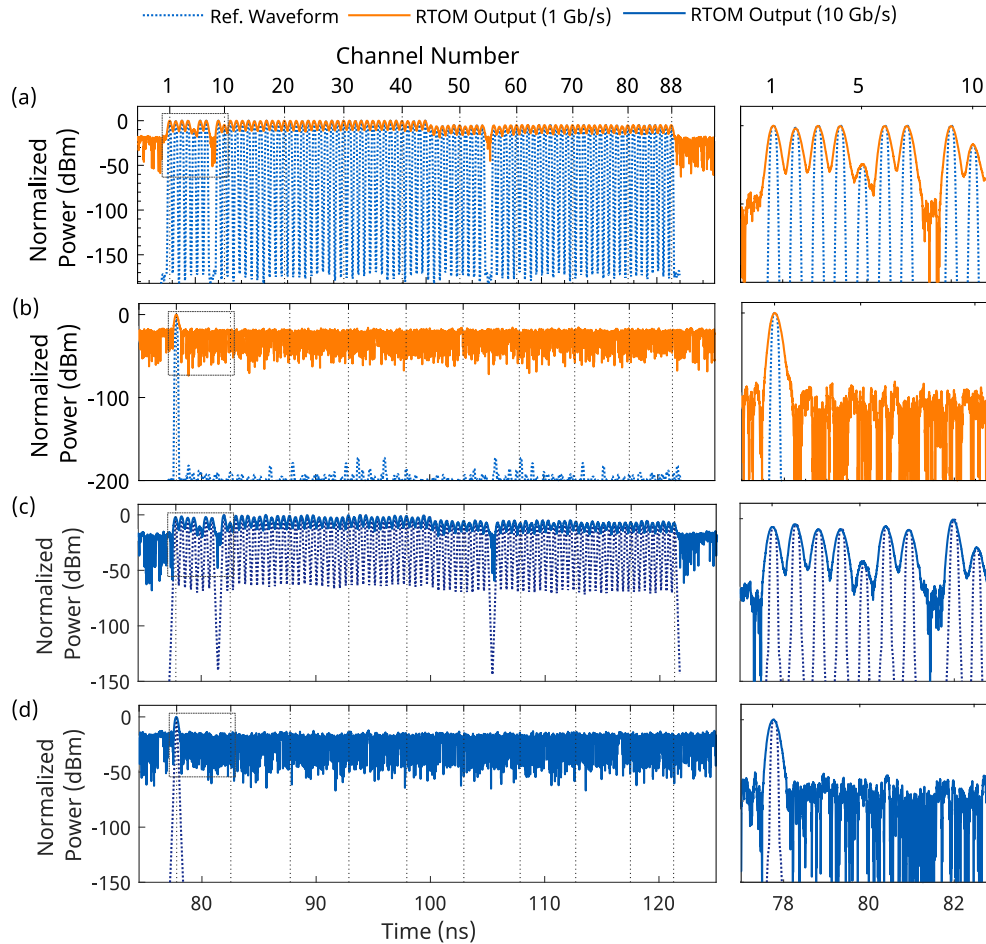 Ref. Waveform RTOM Output (1 Gb/s) RTOM Output (10 Gb/s)
Channel Number
1 10 20 30 40 50 60 70 80 88 1 5 10
(a)
Normalized
Power (dBm)
0
-50
-100
-150
(b)
Normalized
Power (dBm)
0
-100
-200
(c)
Normalized
Power (dBm)
0
-50
-100
-150
(d)
Normalized
Power (dBm)
0
-50
-100
-150
80 90 100 110 120 78 80 82
Time (ns)